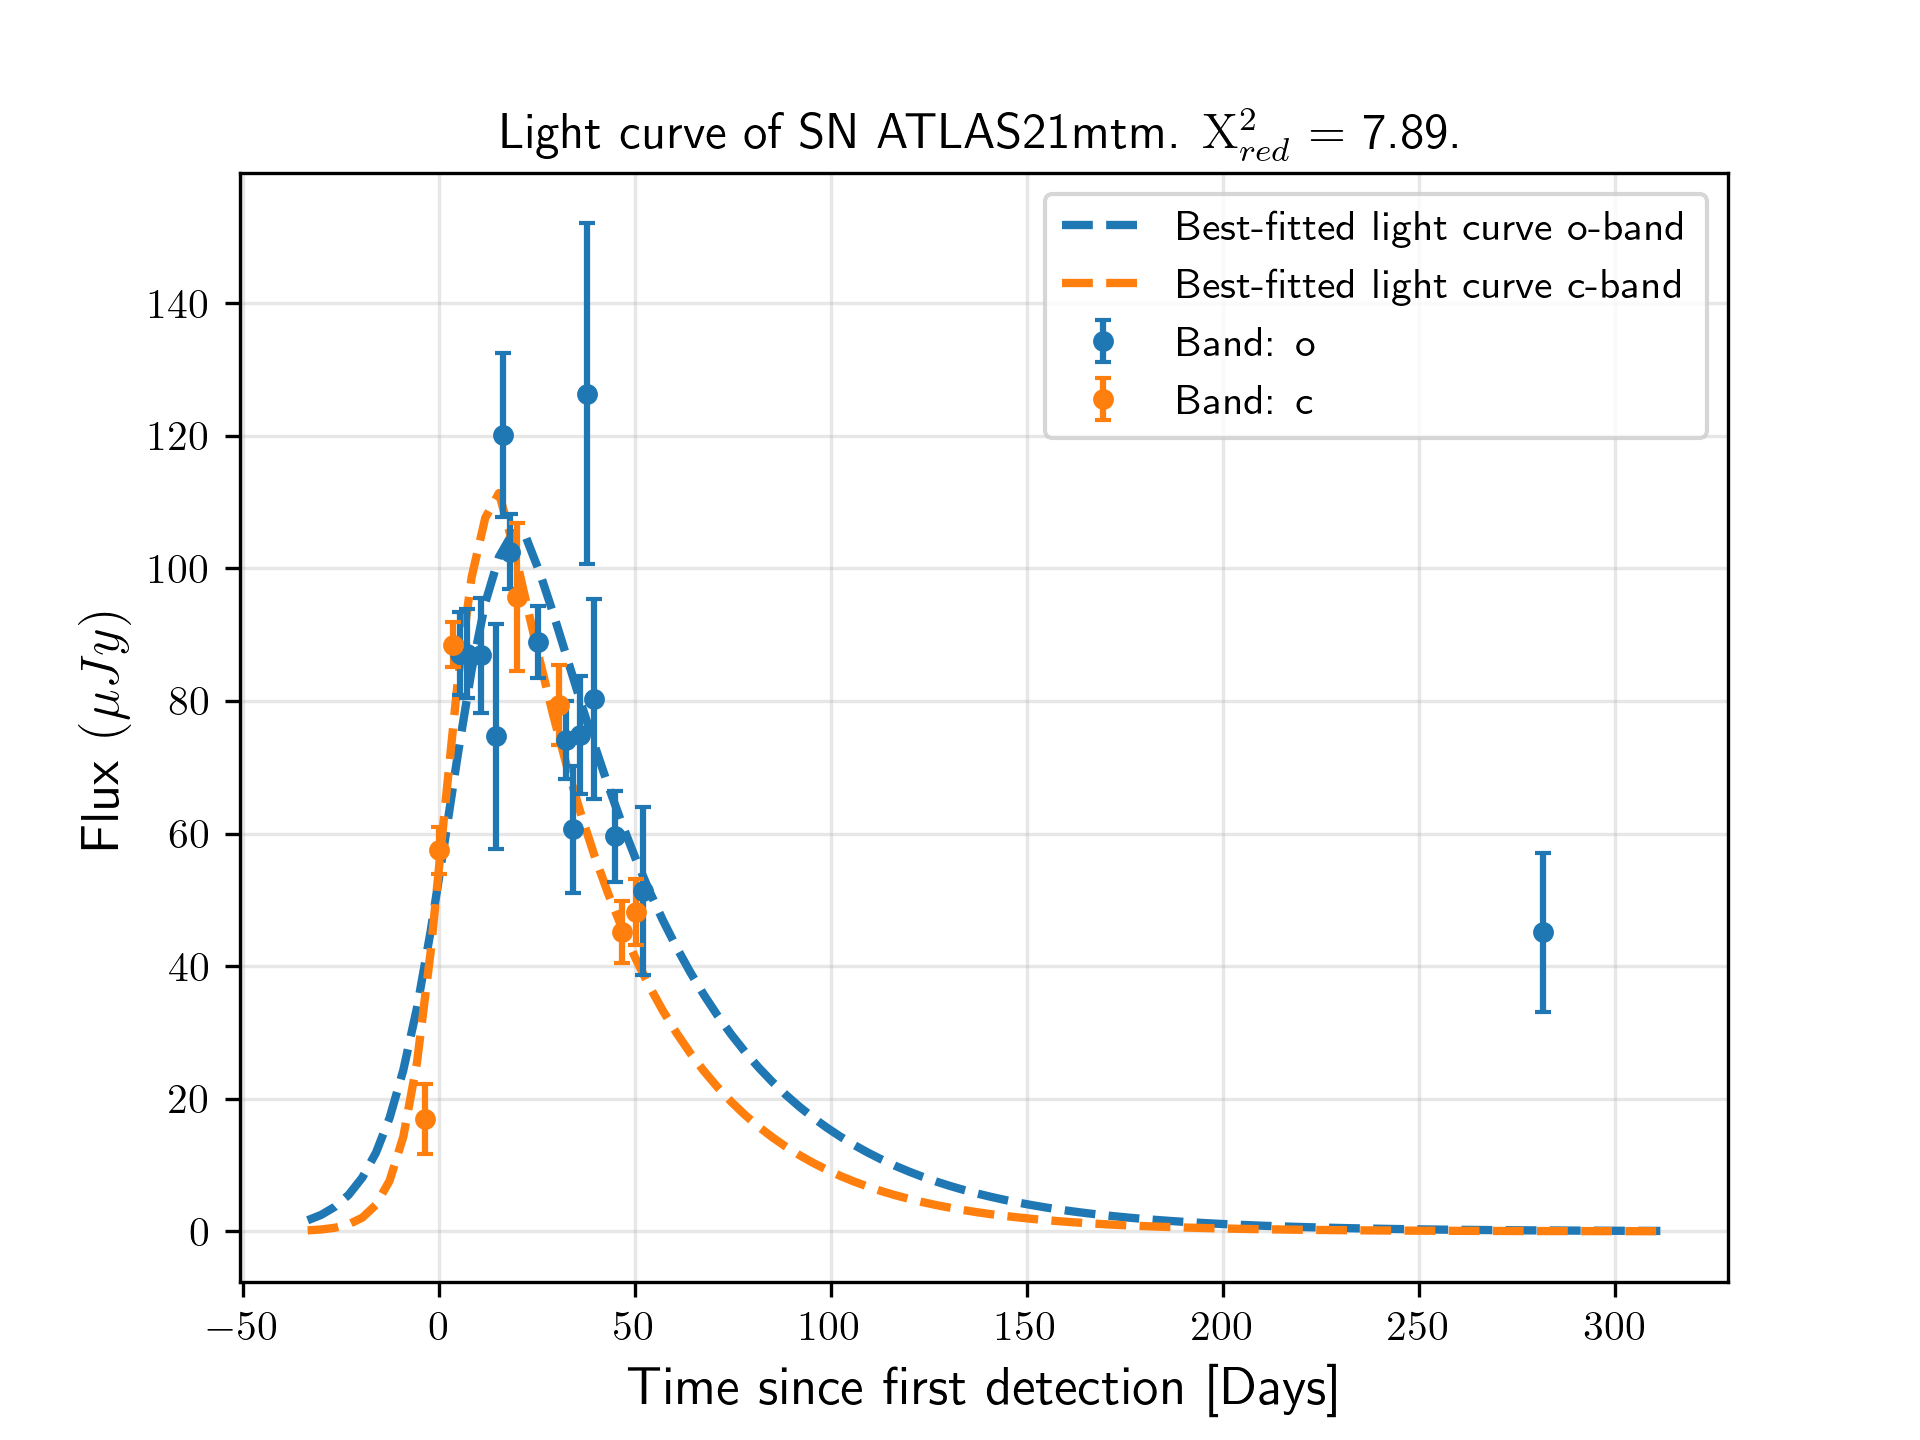 Light curve of SN ATLAS21mtm. X²_red = 7.89.
Best-fitted light curve o-band
Best-fitted light curve c-band
Band: o
Band: c
Flux (μJy)
140
120
100
80
60
40
20
0
−50 0 50 100 150 200 250 300
Time since first detection [Days]